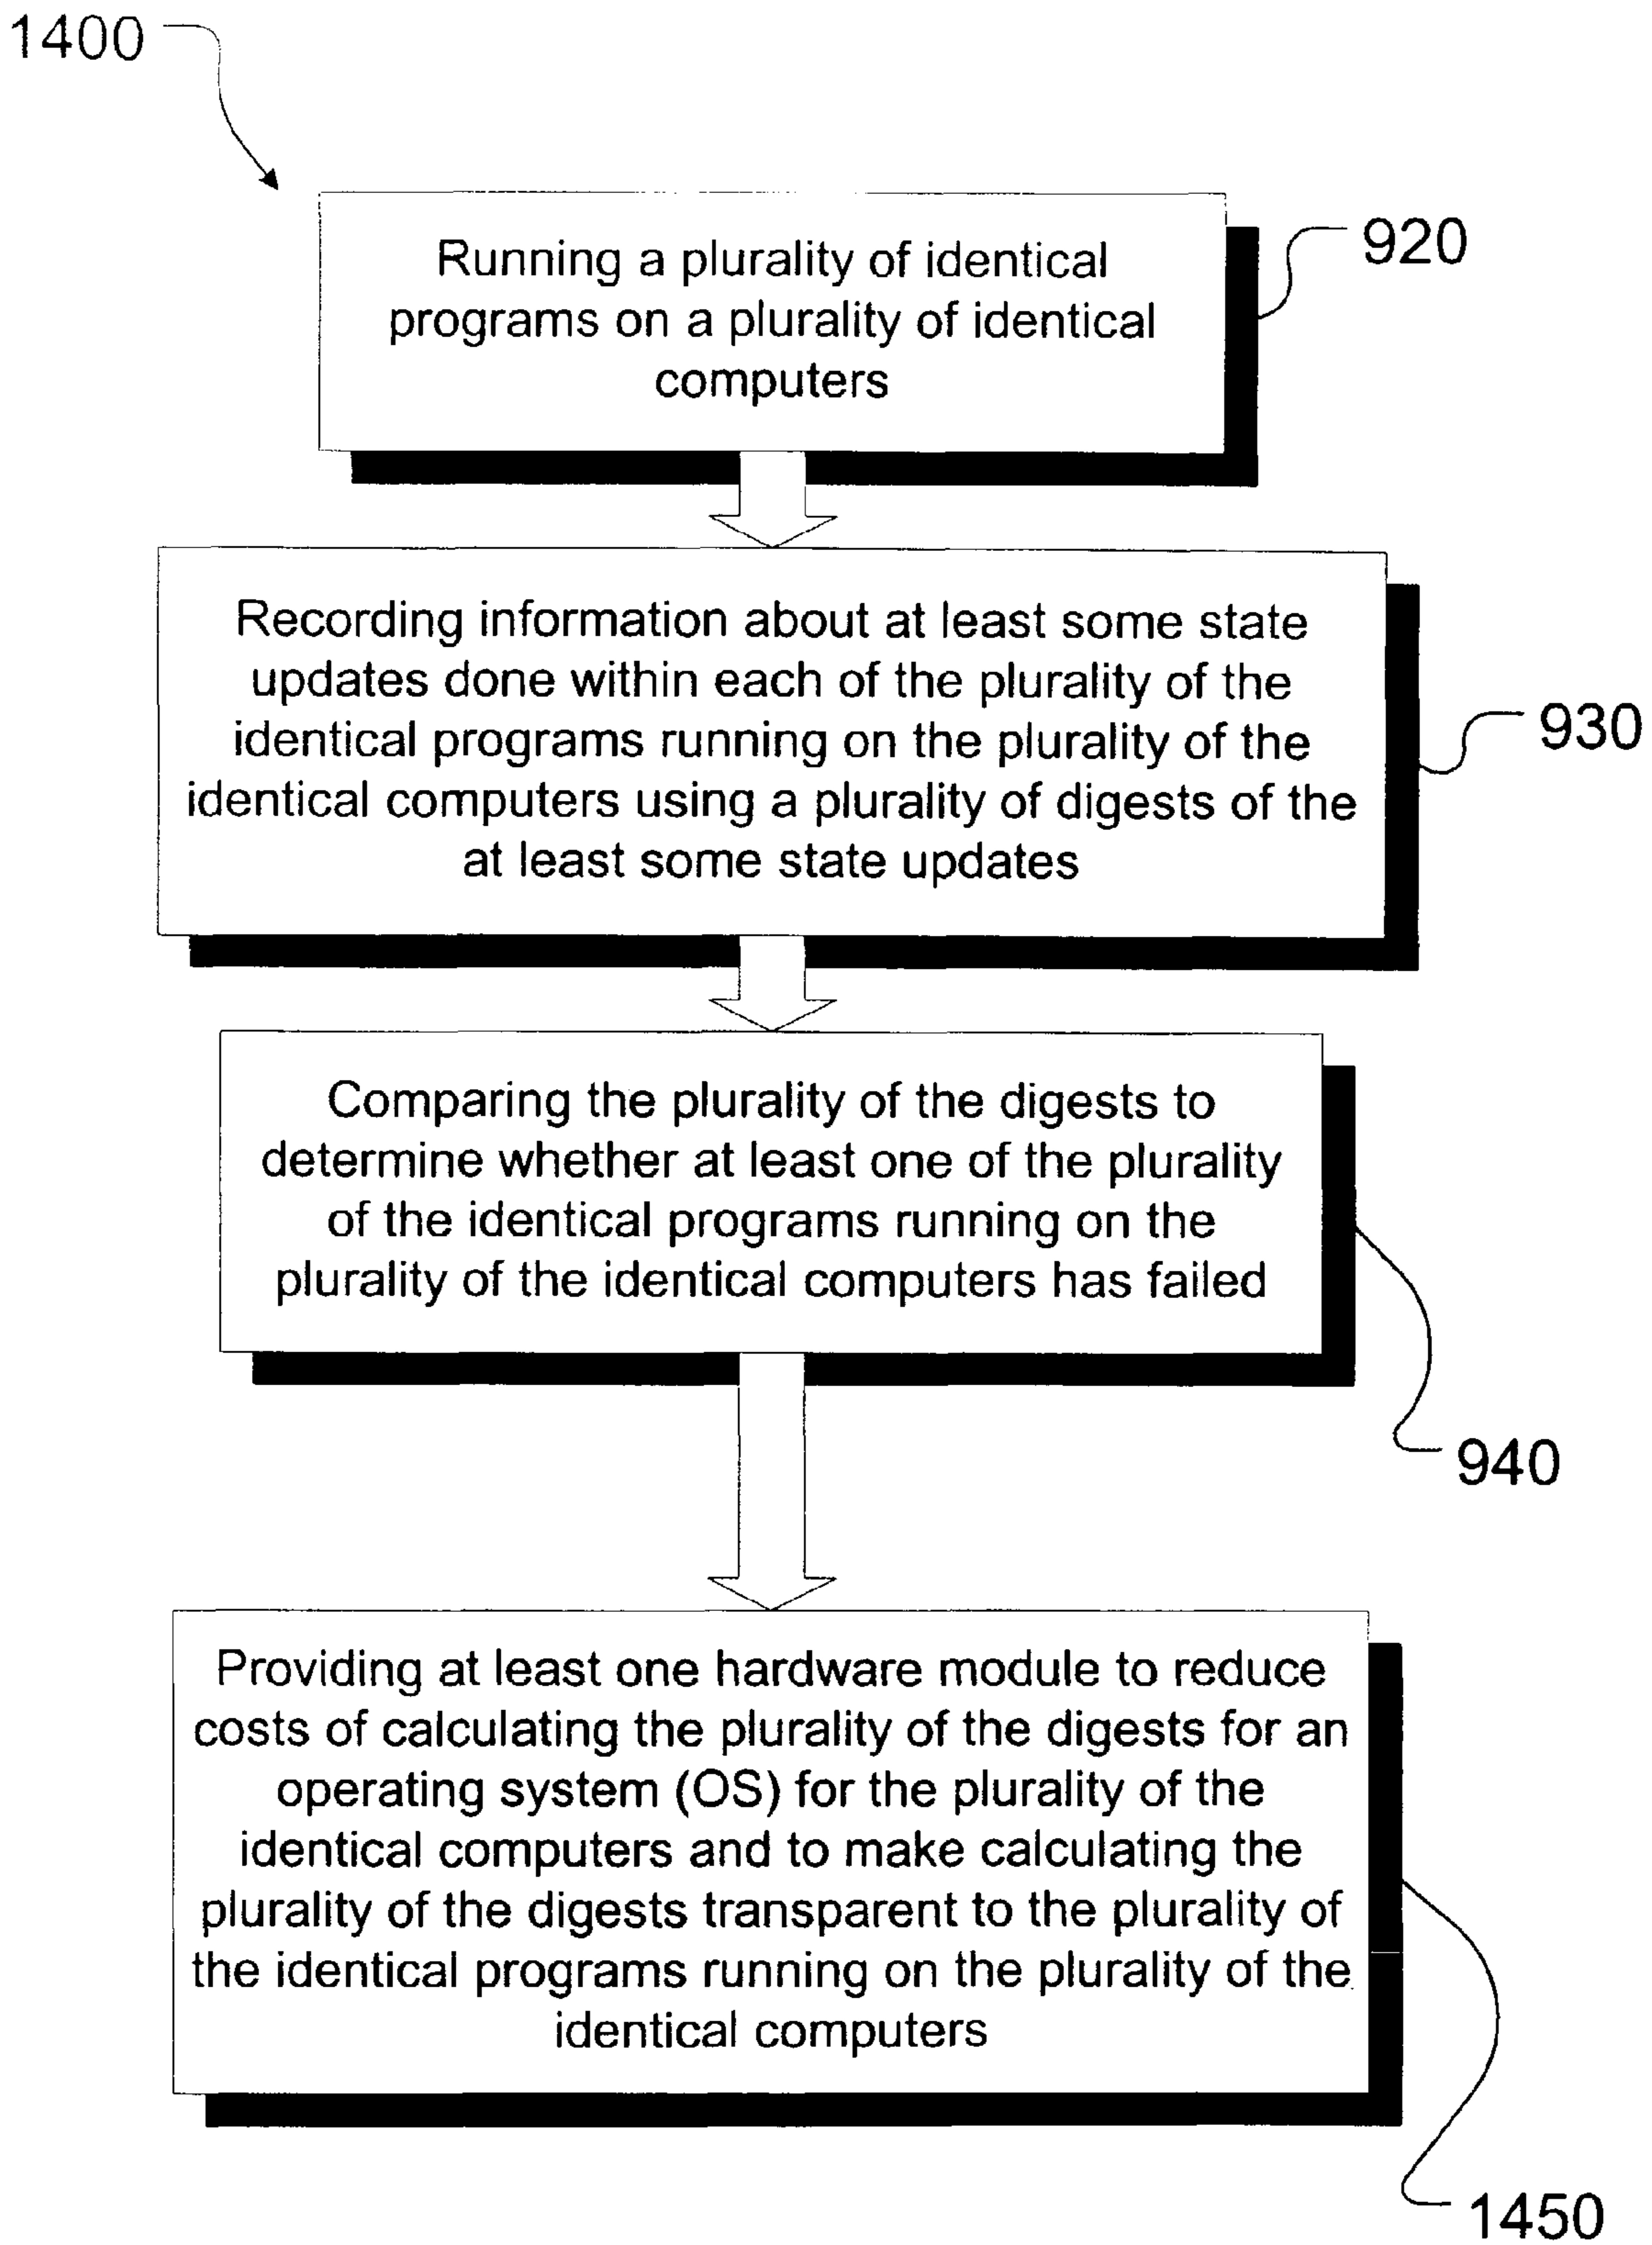 1400
Running a plurality of identical
programs on a plurality of identical
computers
920
Recording information about at least some state
updates done within each of the plurality of the
identical programs running on the plurality of the
identical computers using a plurality of digests of the
at least some state updates
930
Comparing the plurality of the digests to
determine whether at least one of the plurality
of the identical programs running on the
plurality of the identical computers has failed
940
Providing at least one hardware module to reduce
costs of calculating the plurality of the digests for an
operating system (OS) for the plurality of the
identical computers and to make calculating the
plurality of the digests transparent to the plurality of
the identical programs running on the plurality of the
identical computers
1450